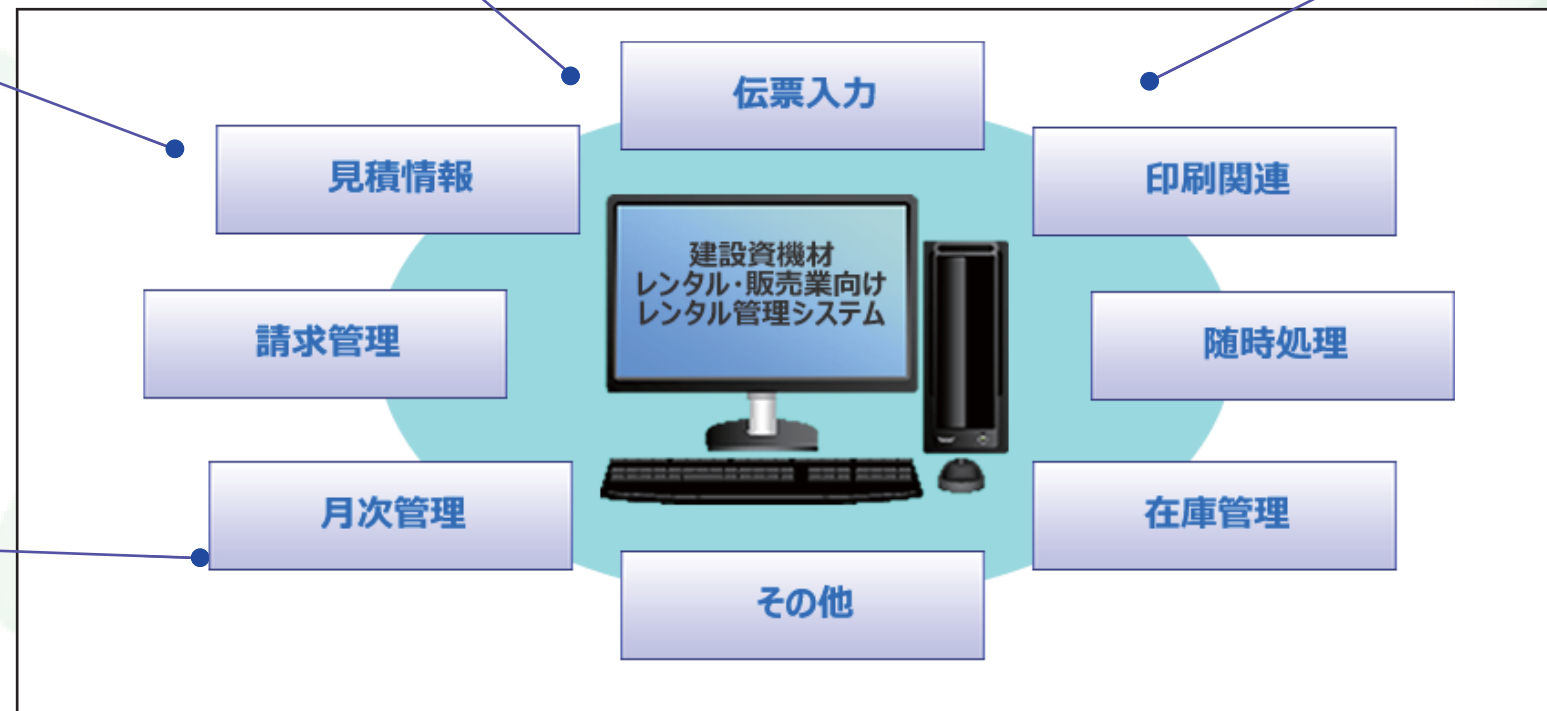 伝票入力
見積情報
印刷関連
建設資機材
レンタル・販売業向け
レンタル管理システム
請求管理
随時処理
月次管理
在庫管理
その他